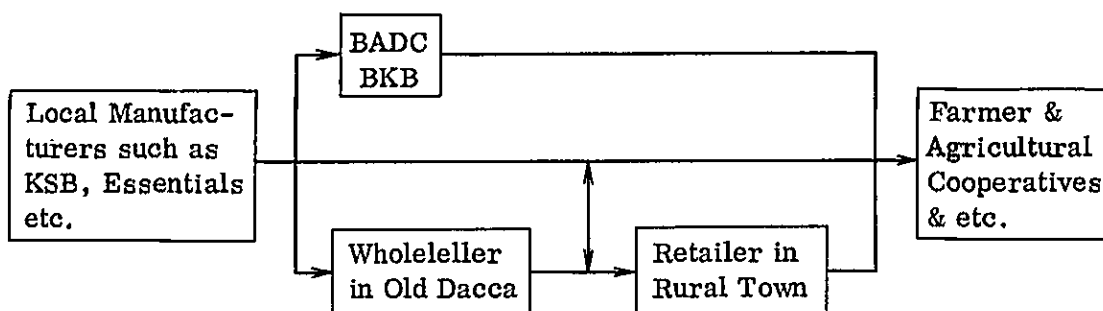 BADC
BKB
Local Manufac-
turers such as
KSB, Essentials
etc.
Farmer &
Agricultural
Cooperatives
& etc.
Wholeleller
in Old Dacca
Retailer in
Rural Town